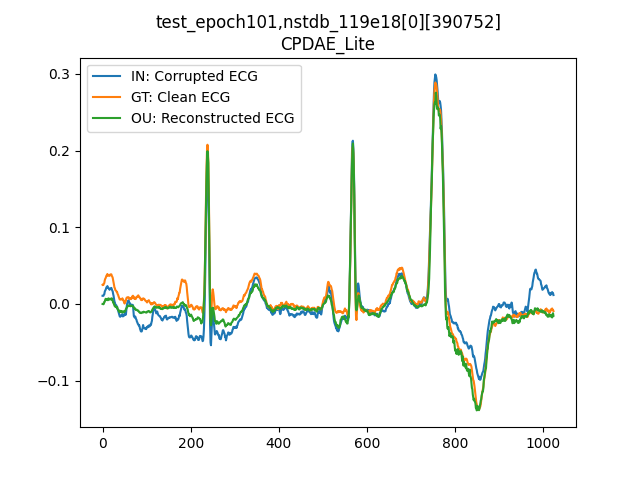 test_epoch101,nstdb_119e18[0][390752]
CPDAE_Lite
IN: Corrupted ECG
GT: Clean ECG
OU: Reconstructed ECG
0.3
0.2
0.1
0.0
−0.1
0 200 400 600 800 1000